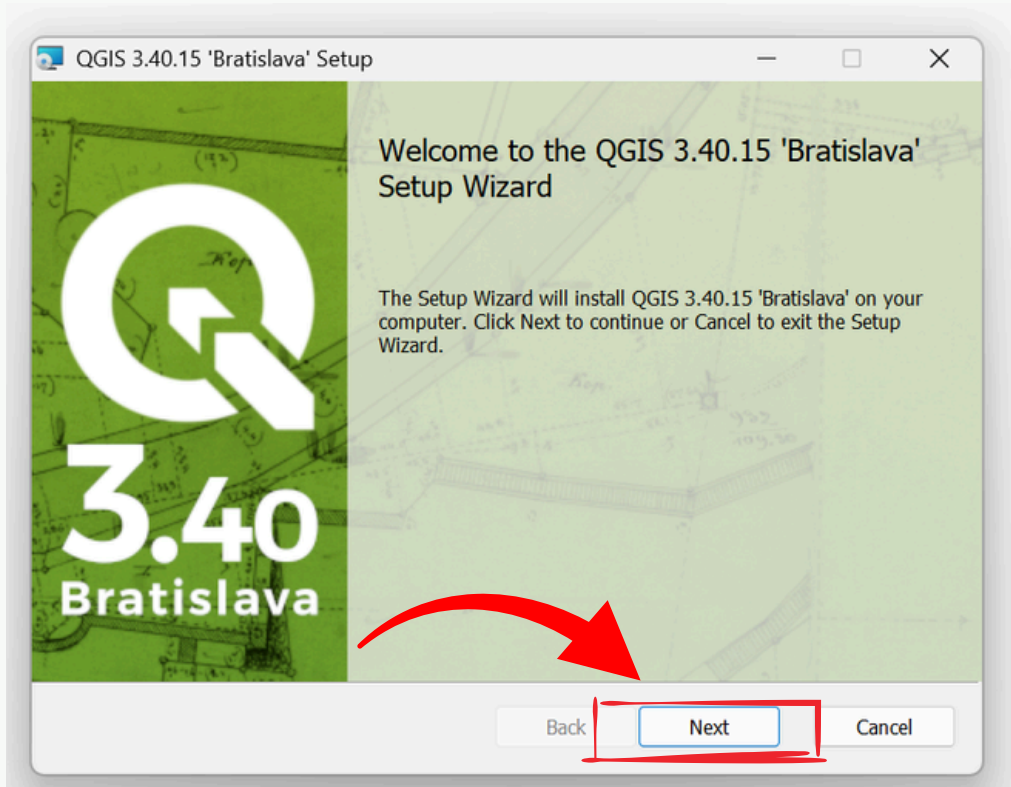 QGIS 3.40.15 'Bratislava' Setup
Welcome to the QGIS 3.40.15 'Bratislava'
Setup Wizard
The Setup Wizard will install QGIS 3.40.15 'Bratislava' on your
computer. Click Next to continue or Cancel to exit the Setup
Wizard.
3.40
Bratislava
Back
Next
Cancel